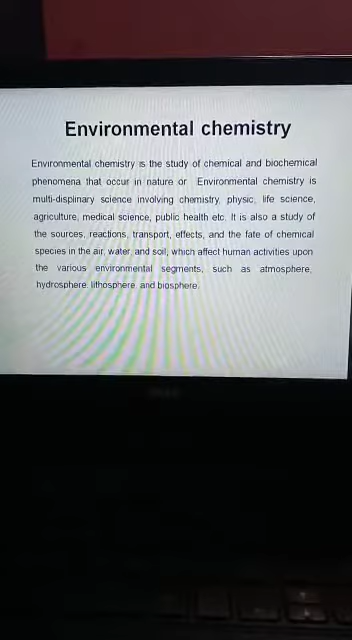 Environmental chemistry
Environmental chemistry is the study of chemical and biochemical
phenomena that occur in nature or Environmental chemistry is
multi-displinary science involving chemistry, physic, life science,
agriculture, medical science, public health etc. It is also a study of
the sources, reactions, transport, effects, and the fate of chemical
species in the air, water, and soil, which affect human activities upon
the various environmental segments, such as atmosphere,
hydrosphere, lithosphere, and biosphere.